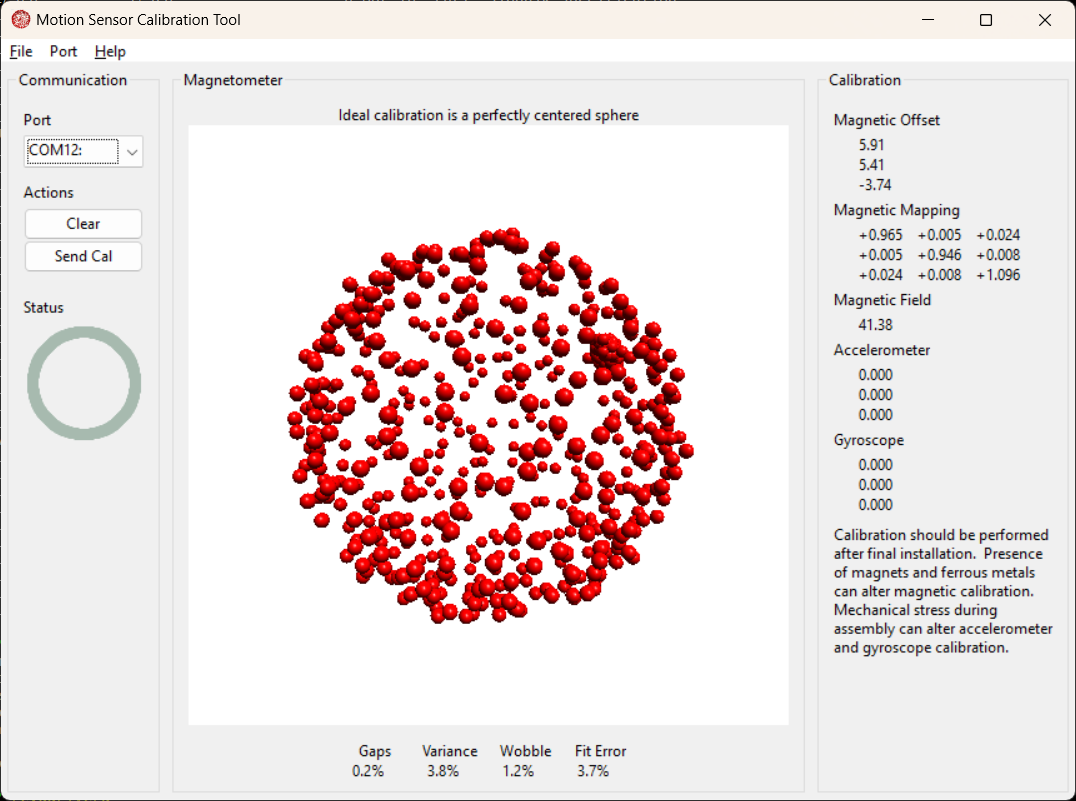 Motion Sensor Calibration Tool
File Port Help
Communication
Port
COM12:
Actions
Clear
Send Cal
Status
Magnetometer
Ideal calibration is a perfectly centered sphere
Gaps Variance Wobble Fit Error
0.2% 3.8% 1.2% 3.7%
Calibration
Magnetic Offset
5.91
5.41
-3.74
Magnetic Mapping
+0.965 +0.005 +0.024
+0.005 +0.946 +0.008
+0.024 +0.008 +1.096
Magnetic Field
41.38
Accelerometer
0.000
0.000
0.000
Gyroscope
0.000
0.000
0.000
Calibration should be performed
after final installation. Presence
of magnets and ferrous metals
can alter magnetic calibration.
Mechanical stress during
assembly can alter accelerometer
and gyroscope calibration.